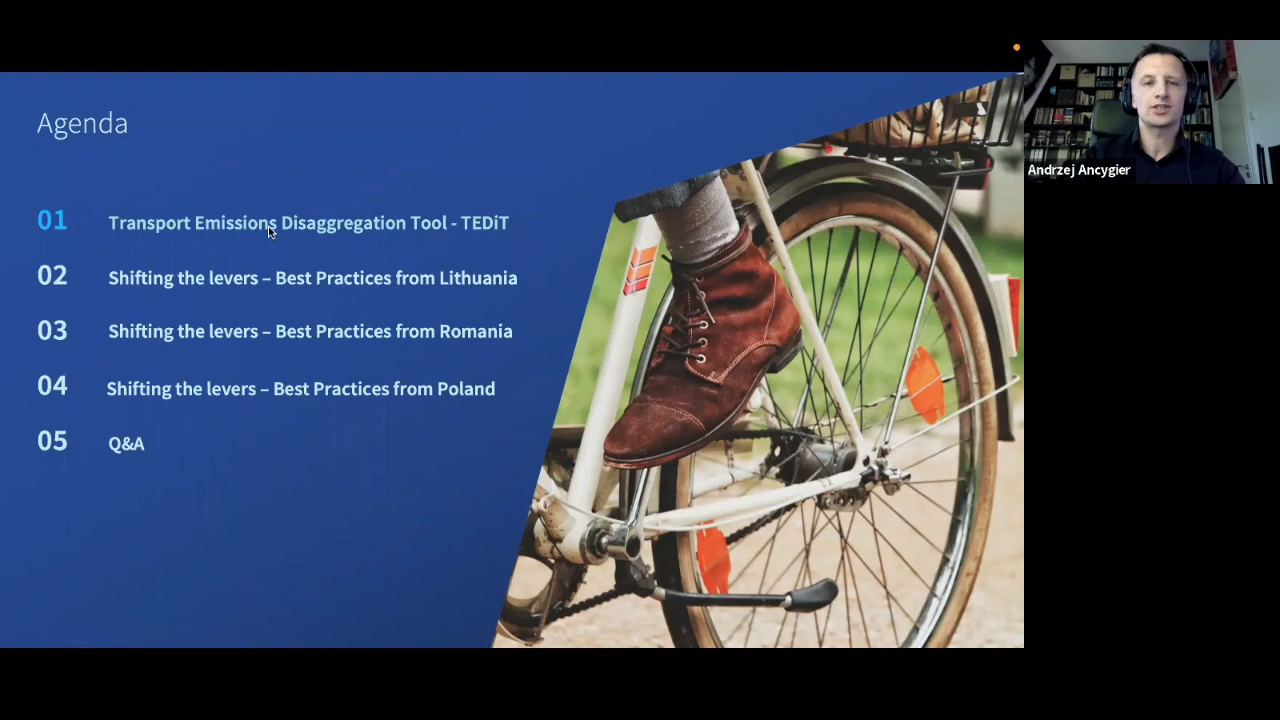 Agenda
01 Transport Emissions Disaggregation Tool - TEDiT
02 Shifting the levers – Best Practices from Lithuania
03 Shifting the levers – Best Practices from Romania
04 Shifting the levers – Best Practices from Poland
05 Q&A
Andrzej Ancygier